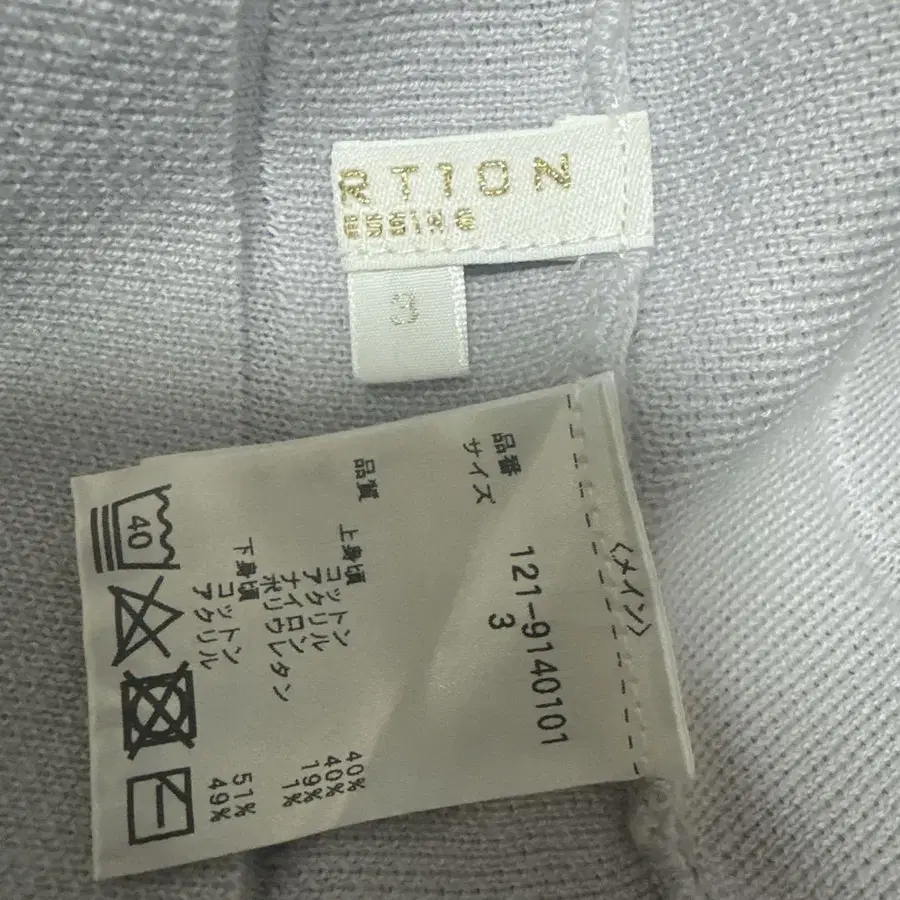 RTION
ESSING
3
〈メイン〉
品番 121-9140101
サイズ 3
品質
上身頃 コットン 40%
アクリル 40%
ナイロン 19%
ポリウレタン 1%
下身頃 コットン 51%
アクリル 49%
40